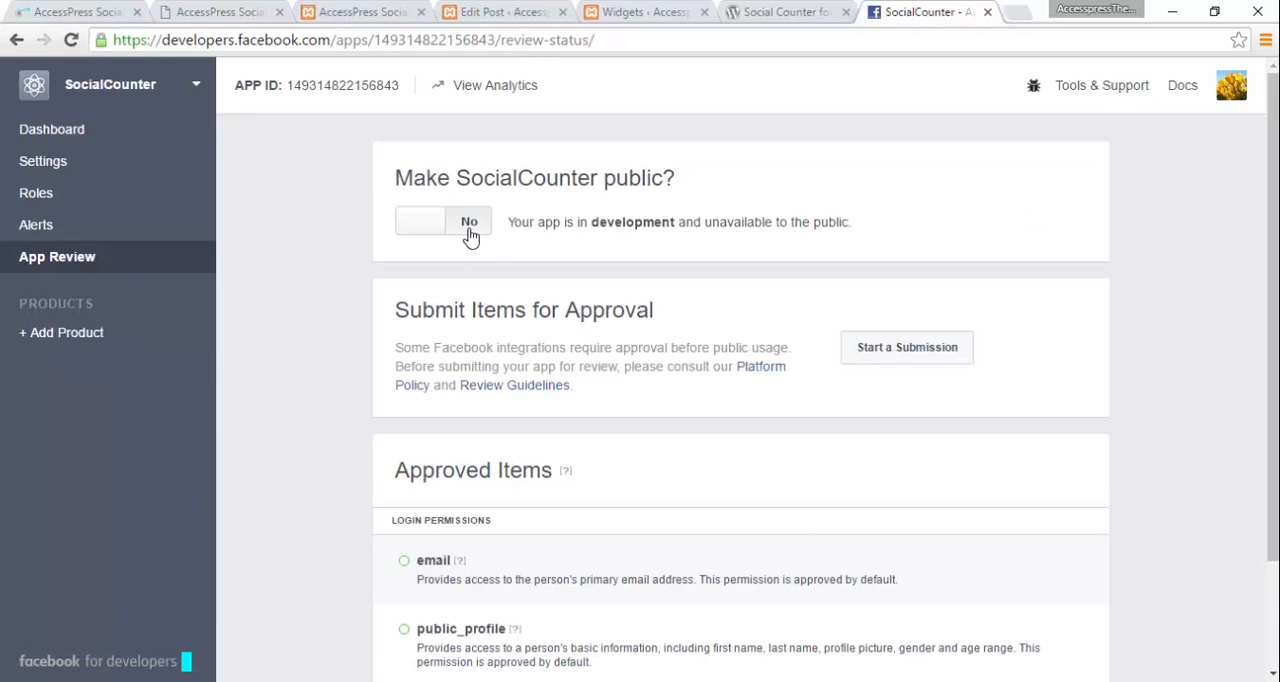 AccessPress Socia
AccessPress Socia
AccessPress Socia
Edit Post ‹ Access
Widgets ‹ Accessp
Social Counter fo
SocialCounter - A
AccesspressThe...
https://developers.facebook.com/apps/149314822156843/review-status/
SocialCounter
APP ID: 149314822156843
View Analytics
Tools & Support
Docs
Dashboard
Settings
Roles
Alerts
App Review
PRODUCTS
+ Add Product
facebook for developers
Make SocialCounter public?
No
Your app is in development and unavailable to the public.
Submit Items for Approval
Some Facebook integrations require approval before public usage.
Before submitting your app for review, please consult our Platform
Policy and Review Guidelines.
Start a Submission
Approved Items [?]
LOGIN PERMISSIONS
email [?]
Provides access to the person's primary email address. This permission is approved by default.
public_profile [?]
Provides access to a person's basic information, including first name, last name, profile picture, gender and age range. This
permission is approved by default.